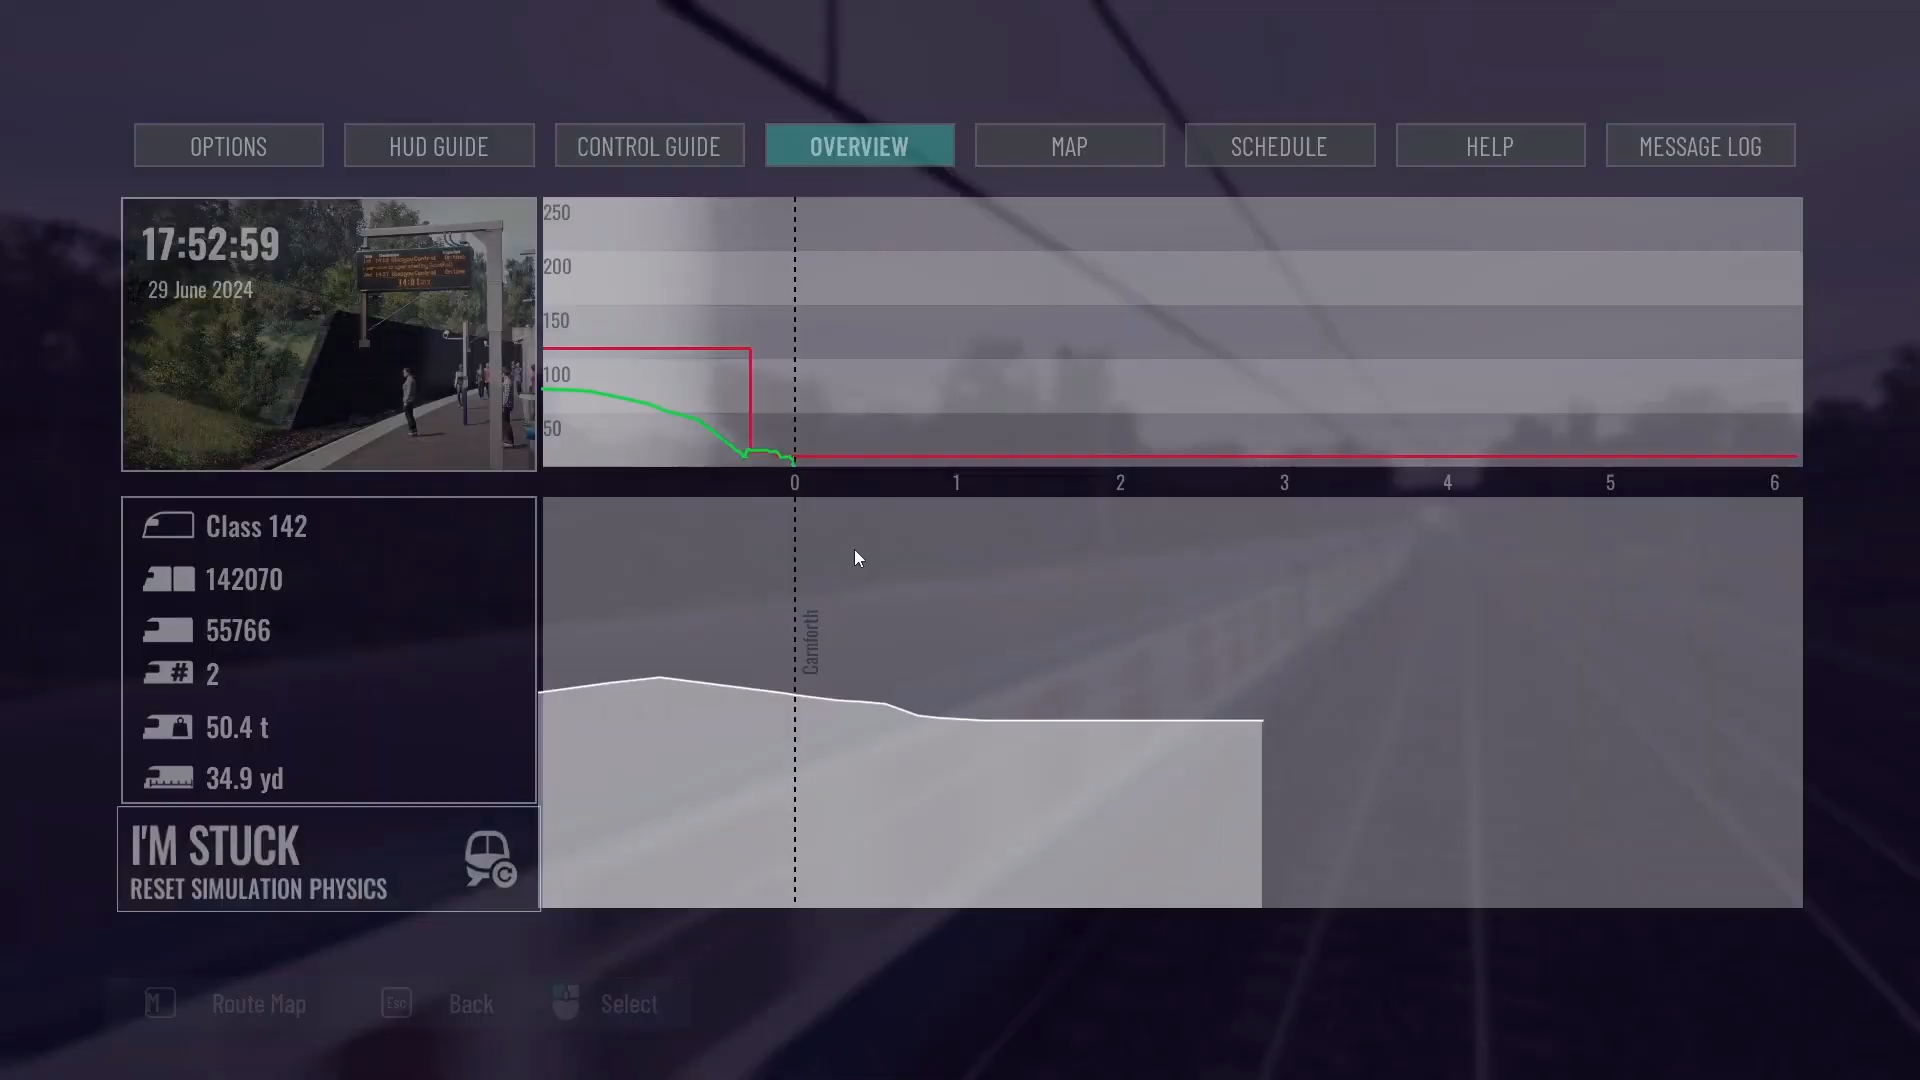 OPTIONS
HUD GUIDE
CONTROL GUIDE
OVERVIEW
MAP
SCHEDULE
HELP
MESSAGE LOG
17:52:59
29 June 2024
250
200
150
100
50
0
1
2
3
4
5
6
Class 142
142070
55766
# 2
50.4 t
34.9 yd
Carnforth
I'M STUCK
RESET SIMULATION PHYSICS
M Route Map
Esc Back
Select